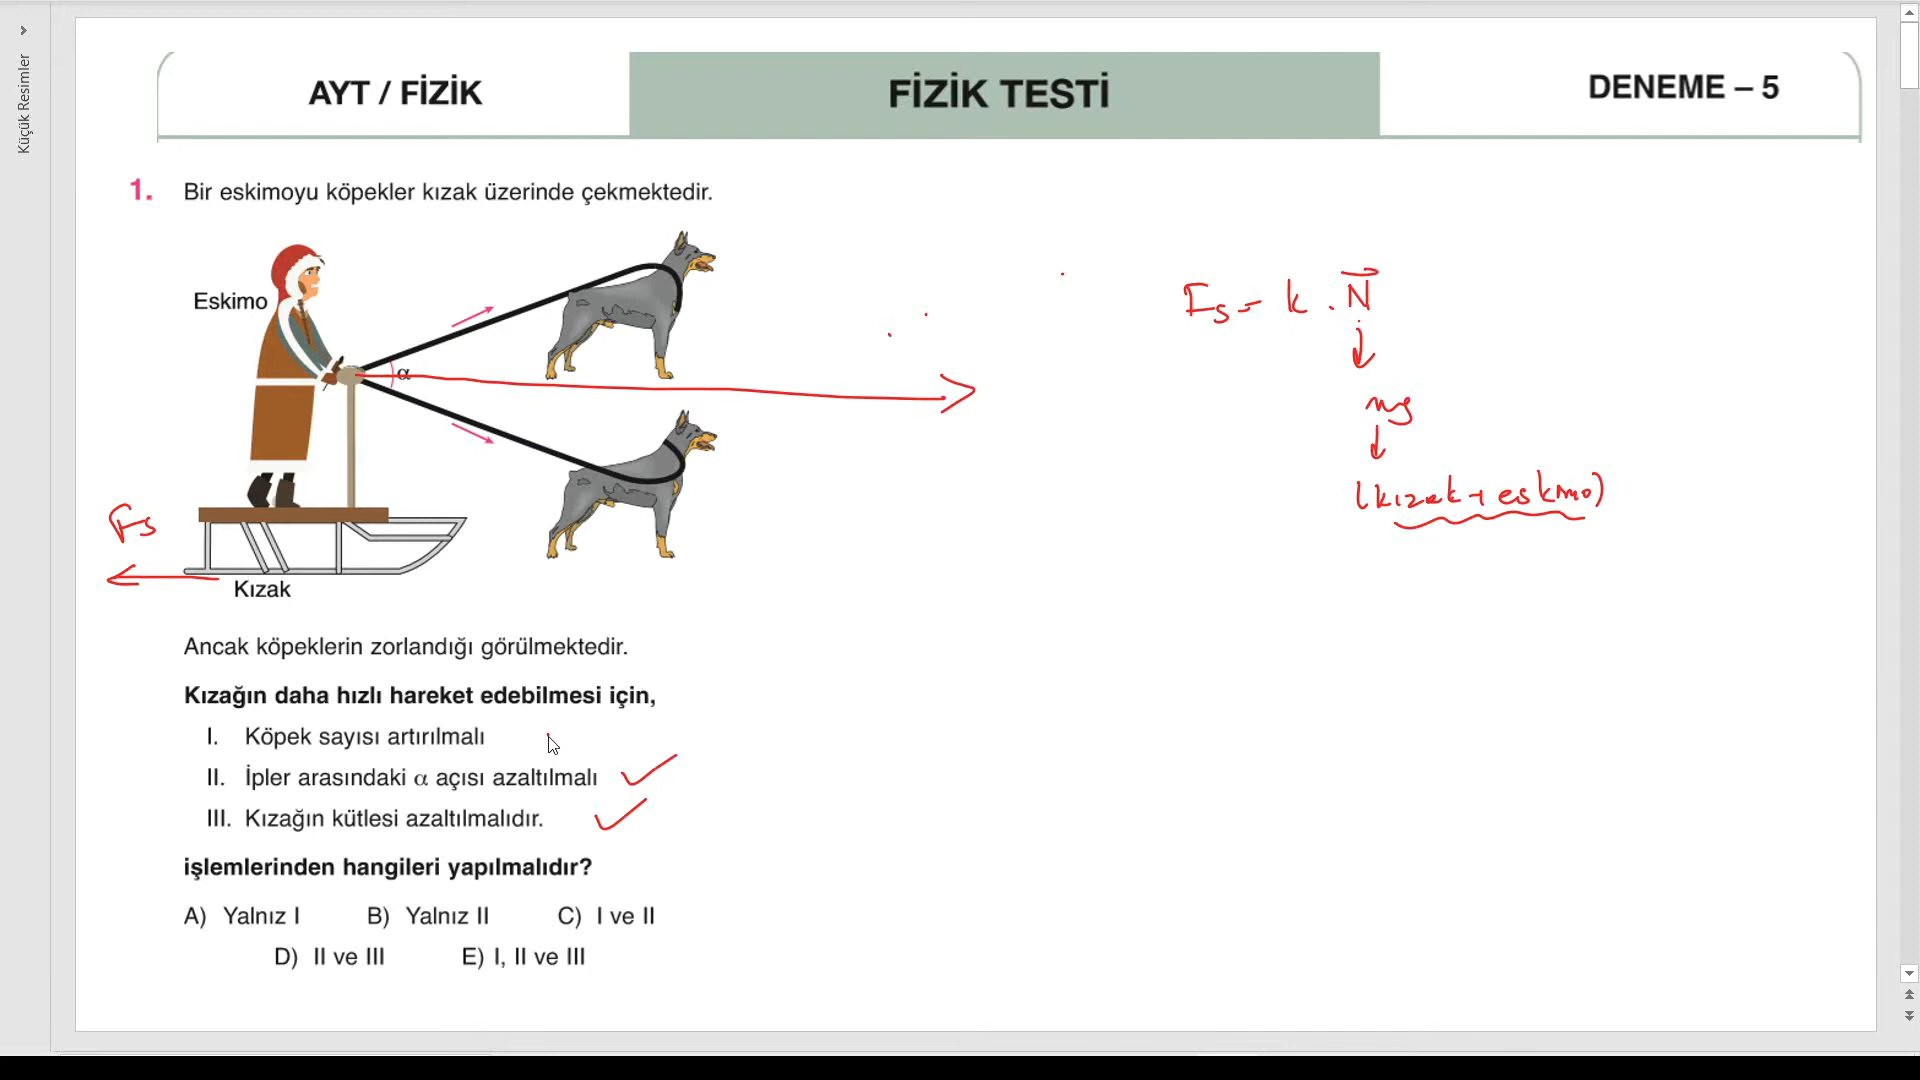 Küçük Resimler
AYT / FİZİK
FİZİK TESTİ
DENEME – 5
1. Bir eskimoyu köpekler kızak üzerinde çekmektedir.
Eskimo
α
Fs
Kızak
Fs = k . N
mg
(kızak + eskimo)
Ancak köpeklerin zorlandığı görülmektedir.
Kızağın daha hızlı hareket edebilmesi için,
I. Köpek sayısı artırılmalı
II. İpler arasındaki α açısı azaltılmalı
III. Kızağın kütlesi azaltılmalıdır.
işlemlerinden hangileri yapılmalıdır?
A) Yalnız I B) Yalnız II C) I ve II
D) II ve III E) I, II ve III